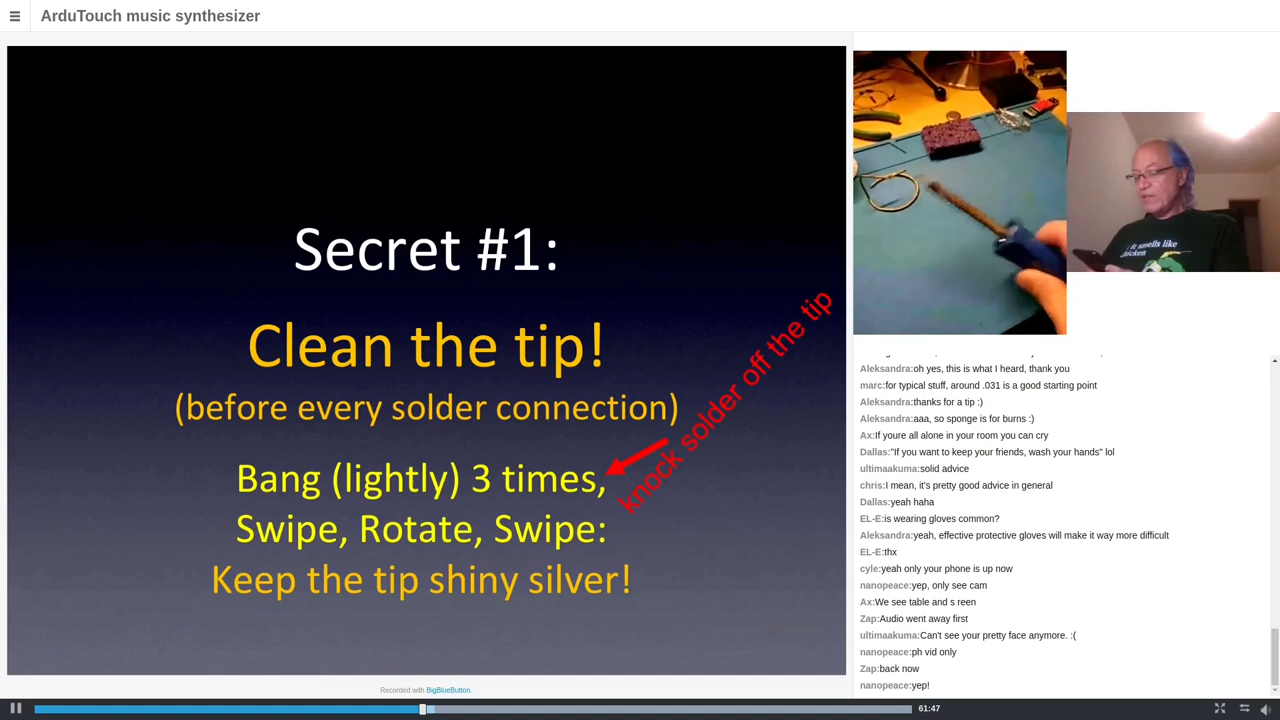 ArduTouch music synthesizer
Secret #1:
Clean the tip!
(before every solder connection)
knock solder off the tip
Bang (lightly) 3 times,
Swipe, Rotate, Swipe:
Keep the tip shiny silver!
Recorded with BigBlueButton.
it smells like
chicken
Aleksandra:oh yes, this is what I heard, thank you
marc:for typical stuff, around .031 is a good starting point
Aleksandra:thanks for a tip :)
Aleksandra:aaa, so sponge is for burns :)
Ax:If youre all alone in your room you can cry
Dallas:"If you want to keep your friends, wash your hands" lol
ultimaakuma:solid advice
chris:I mean, it's pretty good advice in general
Dallas:yeah haha
EL-E:is wearing gloves common?
Aleksandra:yeah, effective protective gloves will make it way more difficult
EL-E:thx
cyle:yeah only your phone is up now
nanopeace:yep, only see cam
Ax:We see table and s reen
Zap:Audio went away first
ultimaakuma:Can't see your pretty face anymore. :(
nanopeace:ph vid only
Zap:back now
nanopeace:yep!
61:47